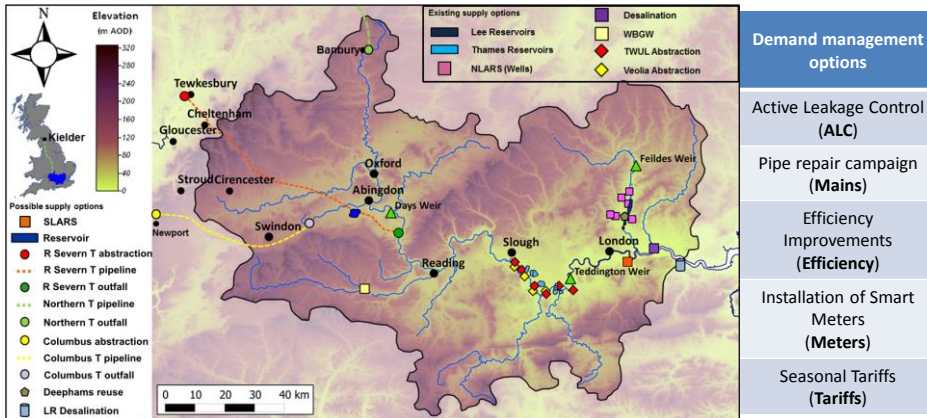 Elevation
(m AOD)
320
280
240
200
160
120
80
40
0
Kielder
Possible supply options
SLARS
Reservoir
R Severn T abstraction
R Severn T pipeline
R Severn T outfall
Northern T pipeline
Northern T outfall
Columbus abstraction
Columbus T pipeline
Columbus T outfall
Deephams reuse
LR Desalination
Existing supply options
Lee Reservoirs
Thames Reservoirs
NLARS (Wells)
Desalination
WBGW
TWUL Abstraction
Veolia Abstraction
Banbury
Tewkesbury
Cheltenham
Gloucester
Stroud
Cirencester
Oxford
Abingdon
Days Weir
Newport
Swindon
Reading
Slough
London
Feildes Weir
Teddington Weir
0 10 20 30 40 km
Demand management
options
Active Leakage Control
(ALC)
Pipe repair campaign
(Mains)
Efficiency
Improvements
(Efficiency)
Installation of Smart
Meters
(Meters)
Seasonal Tariffs
(Tariffs)